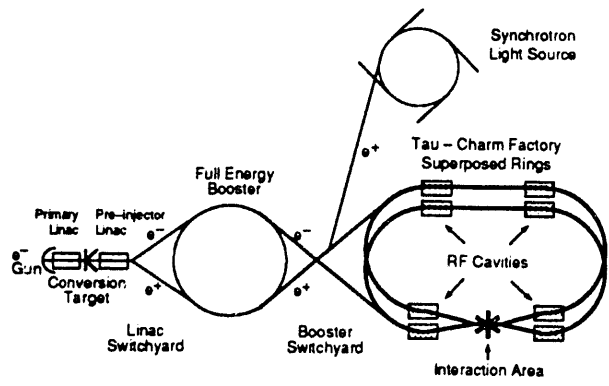 Synchrotron
Light Source
e+
Tau – Charm Factory
Superposed Rings
Full Energy
Booster
Primary
Linac
Pre–injector
Linac
e−
e−
e−
Gun
Conversion
Target
e+
e+
RF Cavities
Linac
Switchyard
Booster
Switchyard
Interaction Area